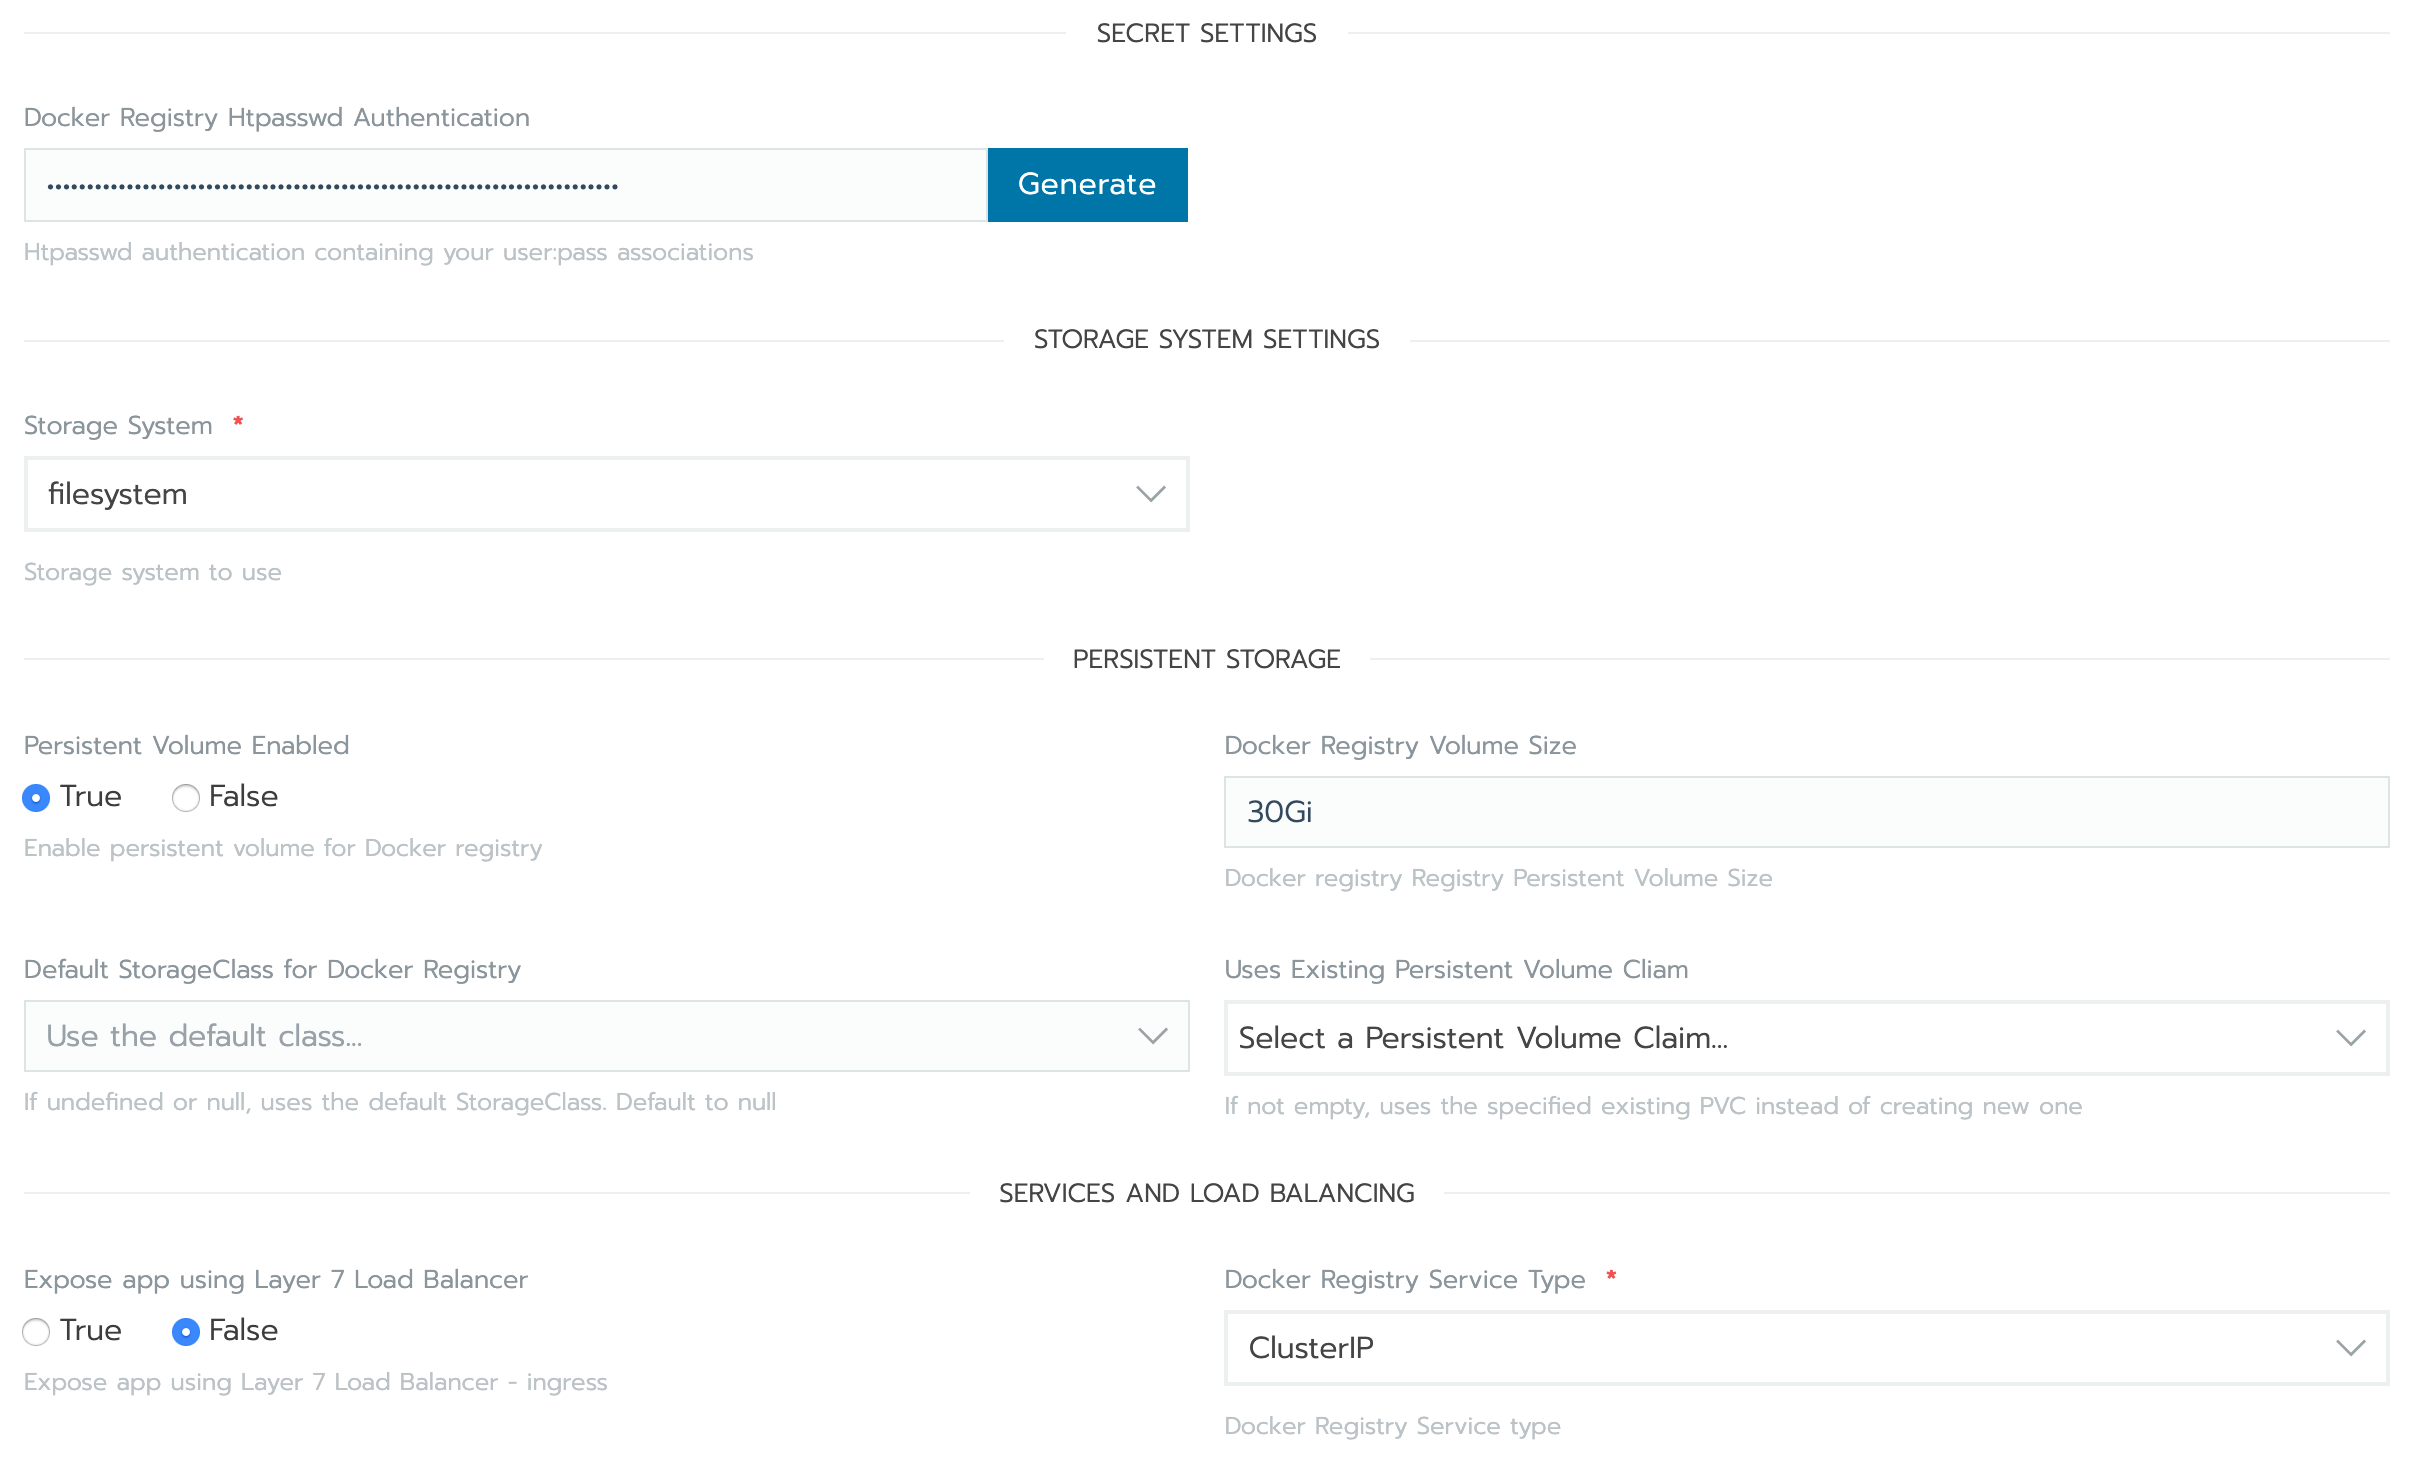 SECRET SETTINGS
Docker Registry Htpasswd Authentication
Generate
Htpasswd authentication containing your user:pass associations
STORAGE SYSTEM SETTINGS
Storage System *
filesystem
Storage system to use
PERSISTENT STORAGE
Persistent Volume Enabled
True False
Enable persistent volume for Docker registry
Docker Registry Volume Size
30Gi
Docker registry Registry Persistent Volume Size
Default StorageClass for Docker Registry
Use the default class...
If undefined or null, uses the default StorageClass. Default to null
Uses Existing Persistent Volume Cliam
Select a Persistent Volume Claim...
If not empty, uses the specified existing PVC instead of creating new one
SERVICES AND LOAD BALANCING
Expose app using Layer 7 Load Balancer
True False
Expose app using Layer 7 Load Balancer - ingress
Docker Registry Service Type *
ClusterIP
Docker Registry Service type